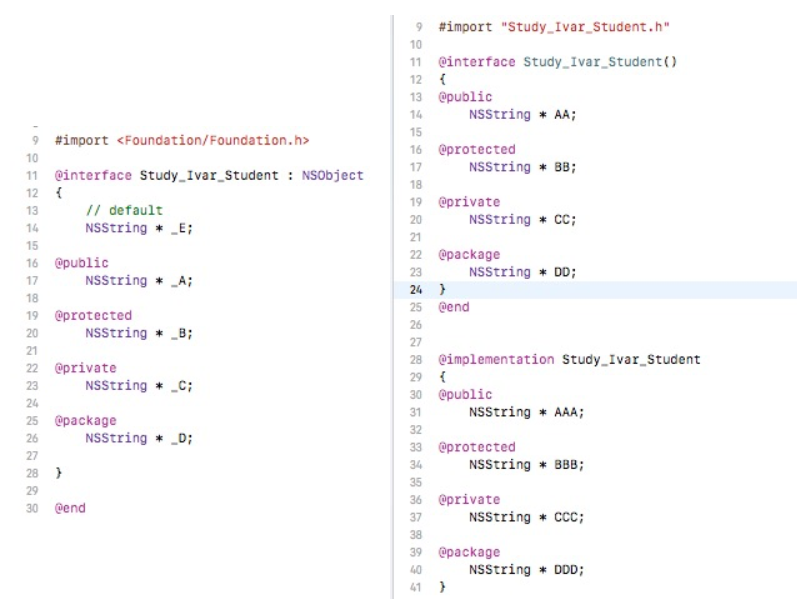 9 #import <Foundation/Foundation.h>
10
11 @interface Study_Ivar_Student : NSObject
12 {
13 // default
14 NSString * _E;
15
16 @public
17 NSString * _A;
18
19 @protected
20 NSString * _B;
21
22 @private
23 NSString * _C;
24
25 @package
26 NSString * _D;
27
28 }
29
30 @end
9 #import "Study_Ivar_Student.h"
10
11 @interface Study_Ivar_Student()
12 {
13 @public
14 NSString * AA;
15
16 @protected
17 NSString * BB;
18
19 @private
20 NSString * CC;
21
22 @package
23 NSString * DD;
24 }
25 @end
26
27
28 @implementation Study_Ivar_Student
29 {
30 @public
31 NSString * AAA;
32
33 @protected
34 NSString * BBB;
35
36 @private
37 NSString * CCC;
38
39 @package
40 NSString * DDD;
41 }